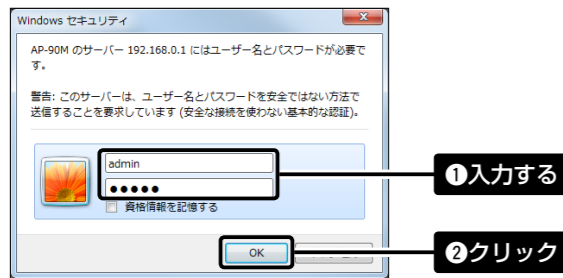 Windows セキュリティ
AP-90M のサーバー 192.168.0.1 にはユーザー名とパスワードが必要で
す。
警告: このサーバーは、ユーザー名とパスワードを安全ではない方法で
送信することを要求しています (安全な接続を使わない基本的な認証)。
admin
●●●●●
❶入力する
資格情報を記憶する
OK
❷クリック